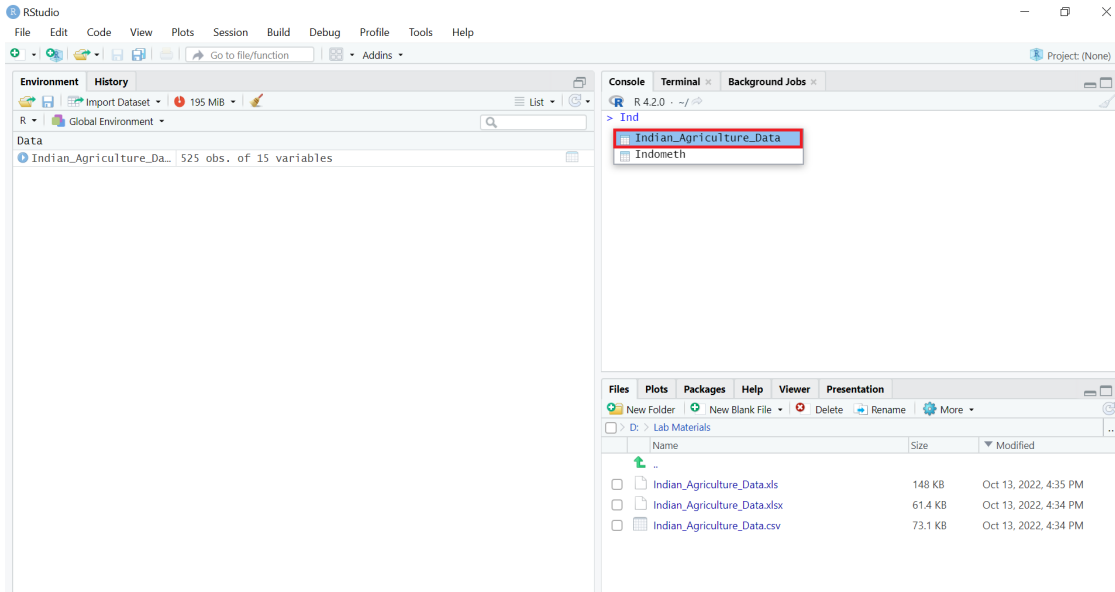 RStudio
File Edit Code View Plots Session Build Debug Profile Tools Help
Go to file/function Addins Project: (None)
Environment History
Import Dataset 195 MiB List
R Global Environment
Data
Indian_Agriculture_Da… 525 obs. of 15 variables
Console Terminal Background Jobs
R 4.2.0 · ~/
> Ind
Indian_Agriculture_Data
Indometh
Files Plots Packages Help Viewer Presentation
New Folder New Blank File Delete Rename More
D: Lab Materials ...
Name Size Modified
..
Indian_Agriculture_Data.xls 148 KB Oct 13, 2022, 4:35 PM
Indian_Agriculture_Data.xlsx 61.4 KB Oct 13, 2022, 4:34 PM
Indian_Agriculture_Data.csv 73.1 KB Oct 13, 2022, 4:34 PM